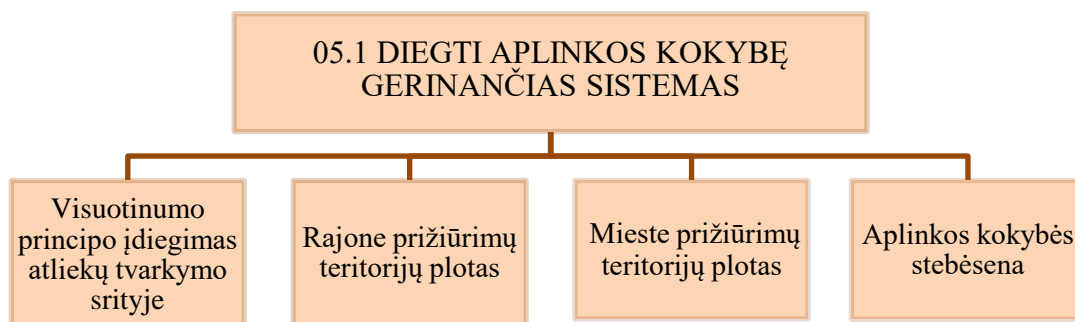 05.1 DIEGTI APLINKOS KOKYBĘ
GERINANČIAS SISTEMAS
Visuotinumo
principo įdiegimas
atliekų tvarkymo
srityje
Rajone prižiūrimų
teritorijų plotas
Mieste prižiūrimų
teritorijų plotas
Aplinkos kokybės
stebėsena